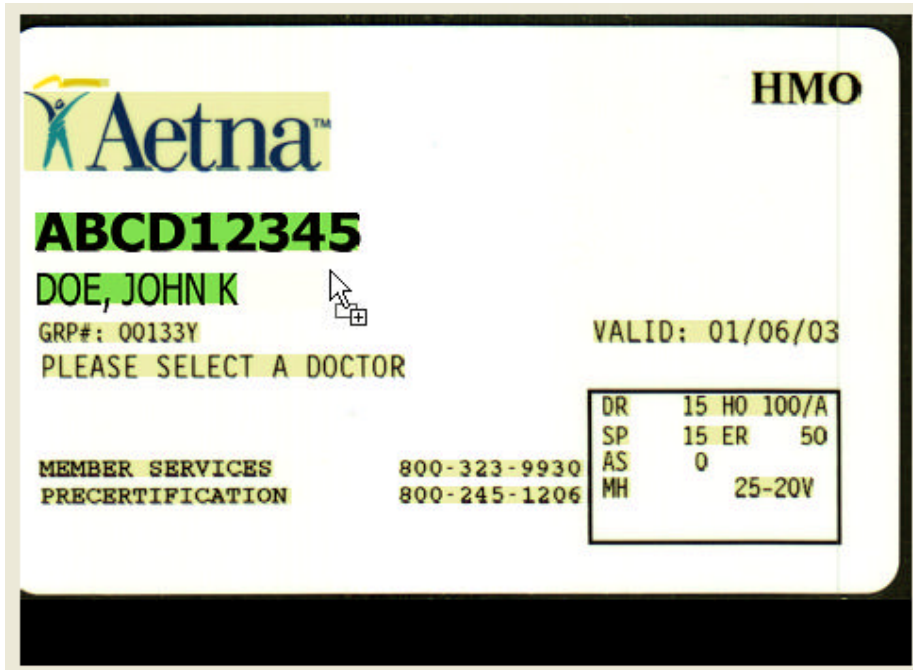 HMO
Aetna™
ABCD12345
DOE, JOHN K
GRP#: 00133Y
VALID: 01/06/03
PLEASE SELECT A DOCTOR
DR 15 HO 100/A
SP 15 ER 50
AS 0
MH 25-20V
MEMBER SERVICES 800-323-9930
PRECERTIFICATION 800-245-1206